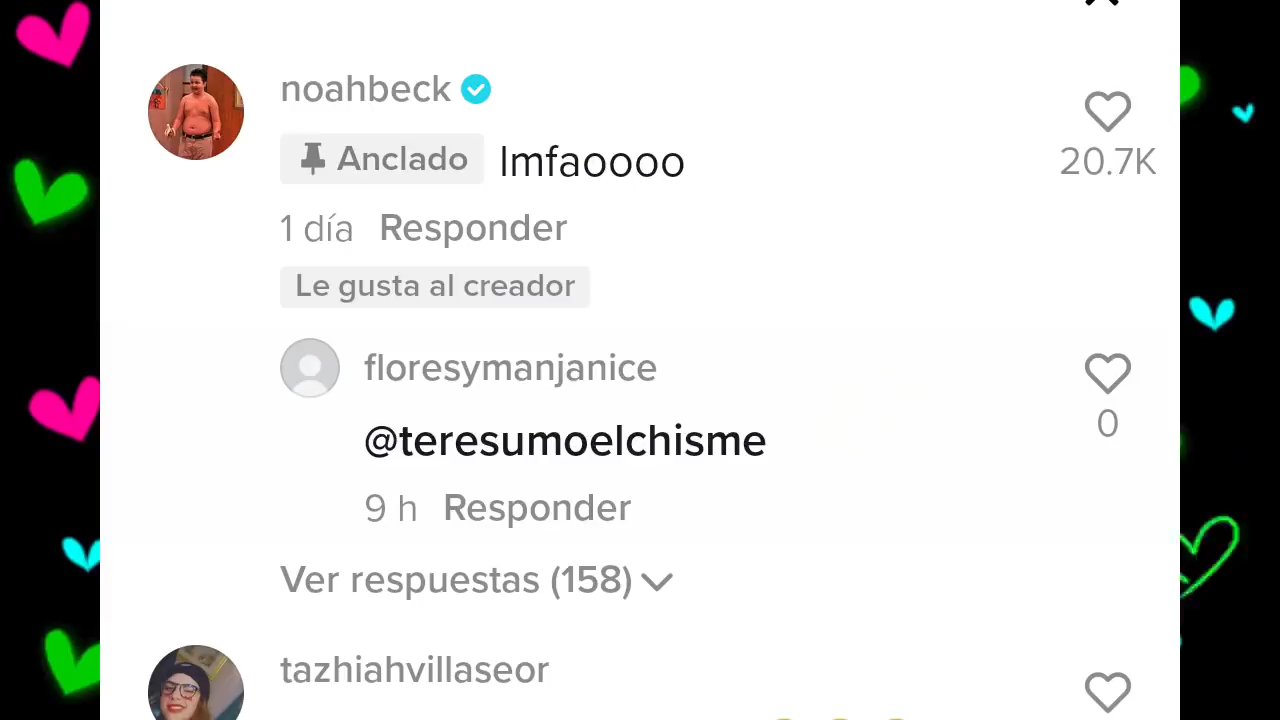 noahbeck
Anclado lmfaoooo
20.7K
1 día Responder
Le gusta al creador
floresymanjanice
@teresumoelchisme
0
9 h Responder
Ver respuestas (158)
tazhiahvillaseor